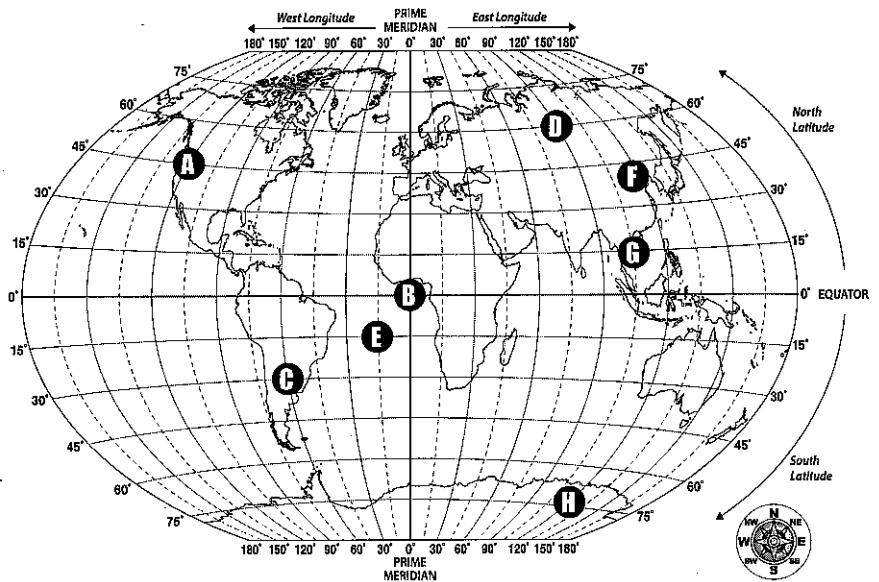 West Longitude PRIME MERIDIAN East Longitude
180° 150° 120° 90° 60° 30° 0° 30° 60° 90° 120° 150° 180°
75° 75°
60° 60°
North Latitude
D
45° 45°
A F
30° 30°
15° G 15°
0° B 0° EQUATOR
E
15° 15°
C
30° 30°
45° 45°
South Latitude
60° 60°
H
75° 75°
N
NW NE
W E
SW SE
S
180° 150° 120° 90° 60° 30° 0° 30° 60° 90° 120° 150° 180°
PRIME
MERIDIAN